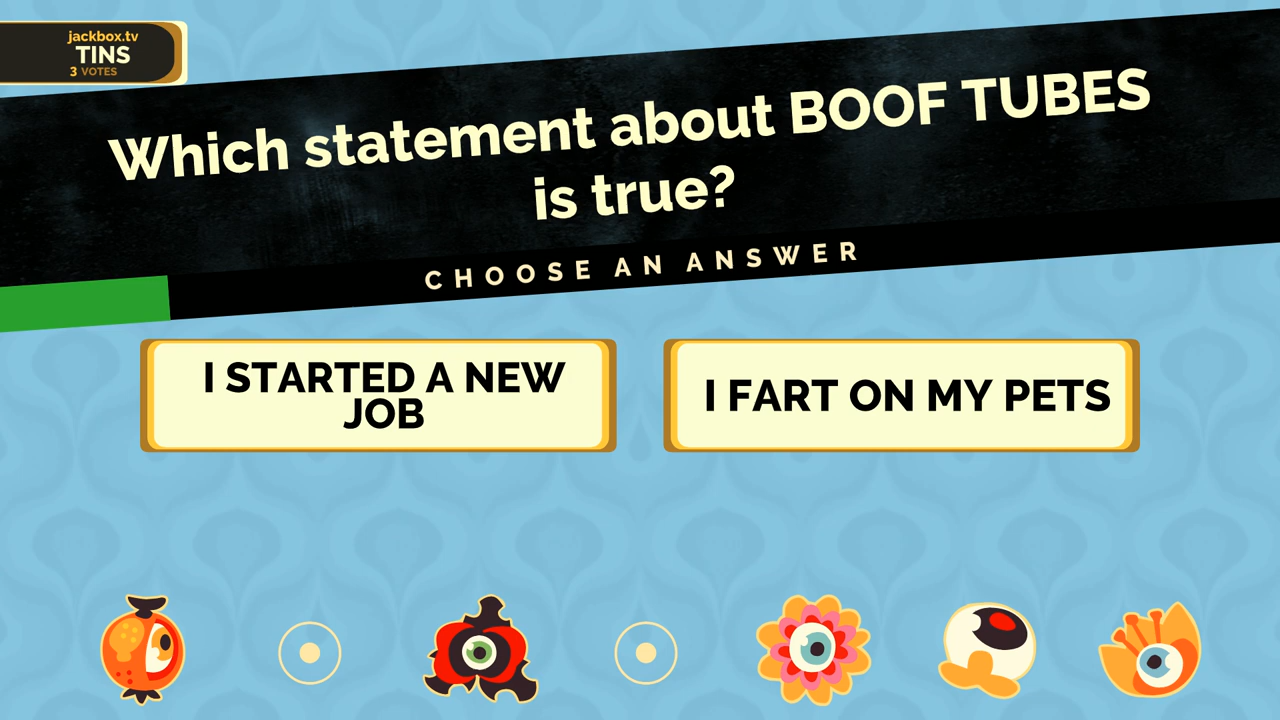 jackbox.tv
TINS
3 VOTES
Which statement about BOOF TUBES
is true?
CHOOSE AN ANSWER
I STARTED A NEW
JOB
I FART ON MY PETS